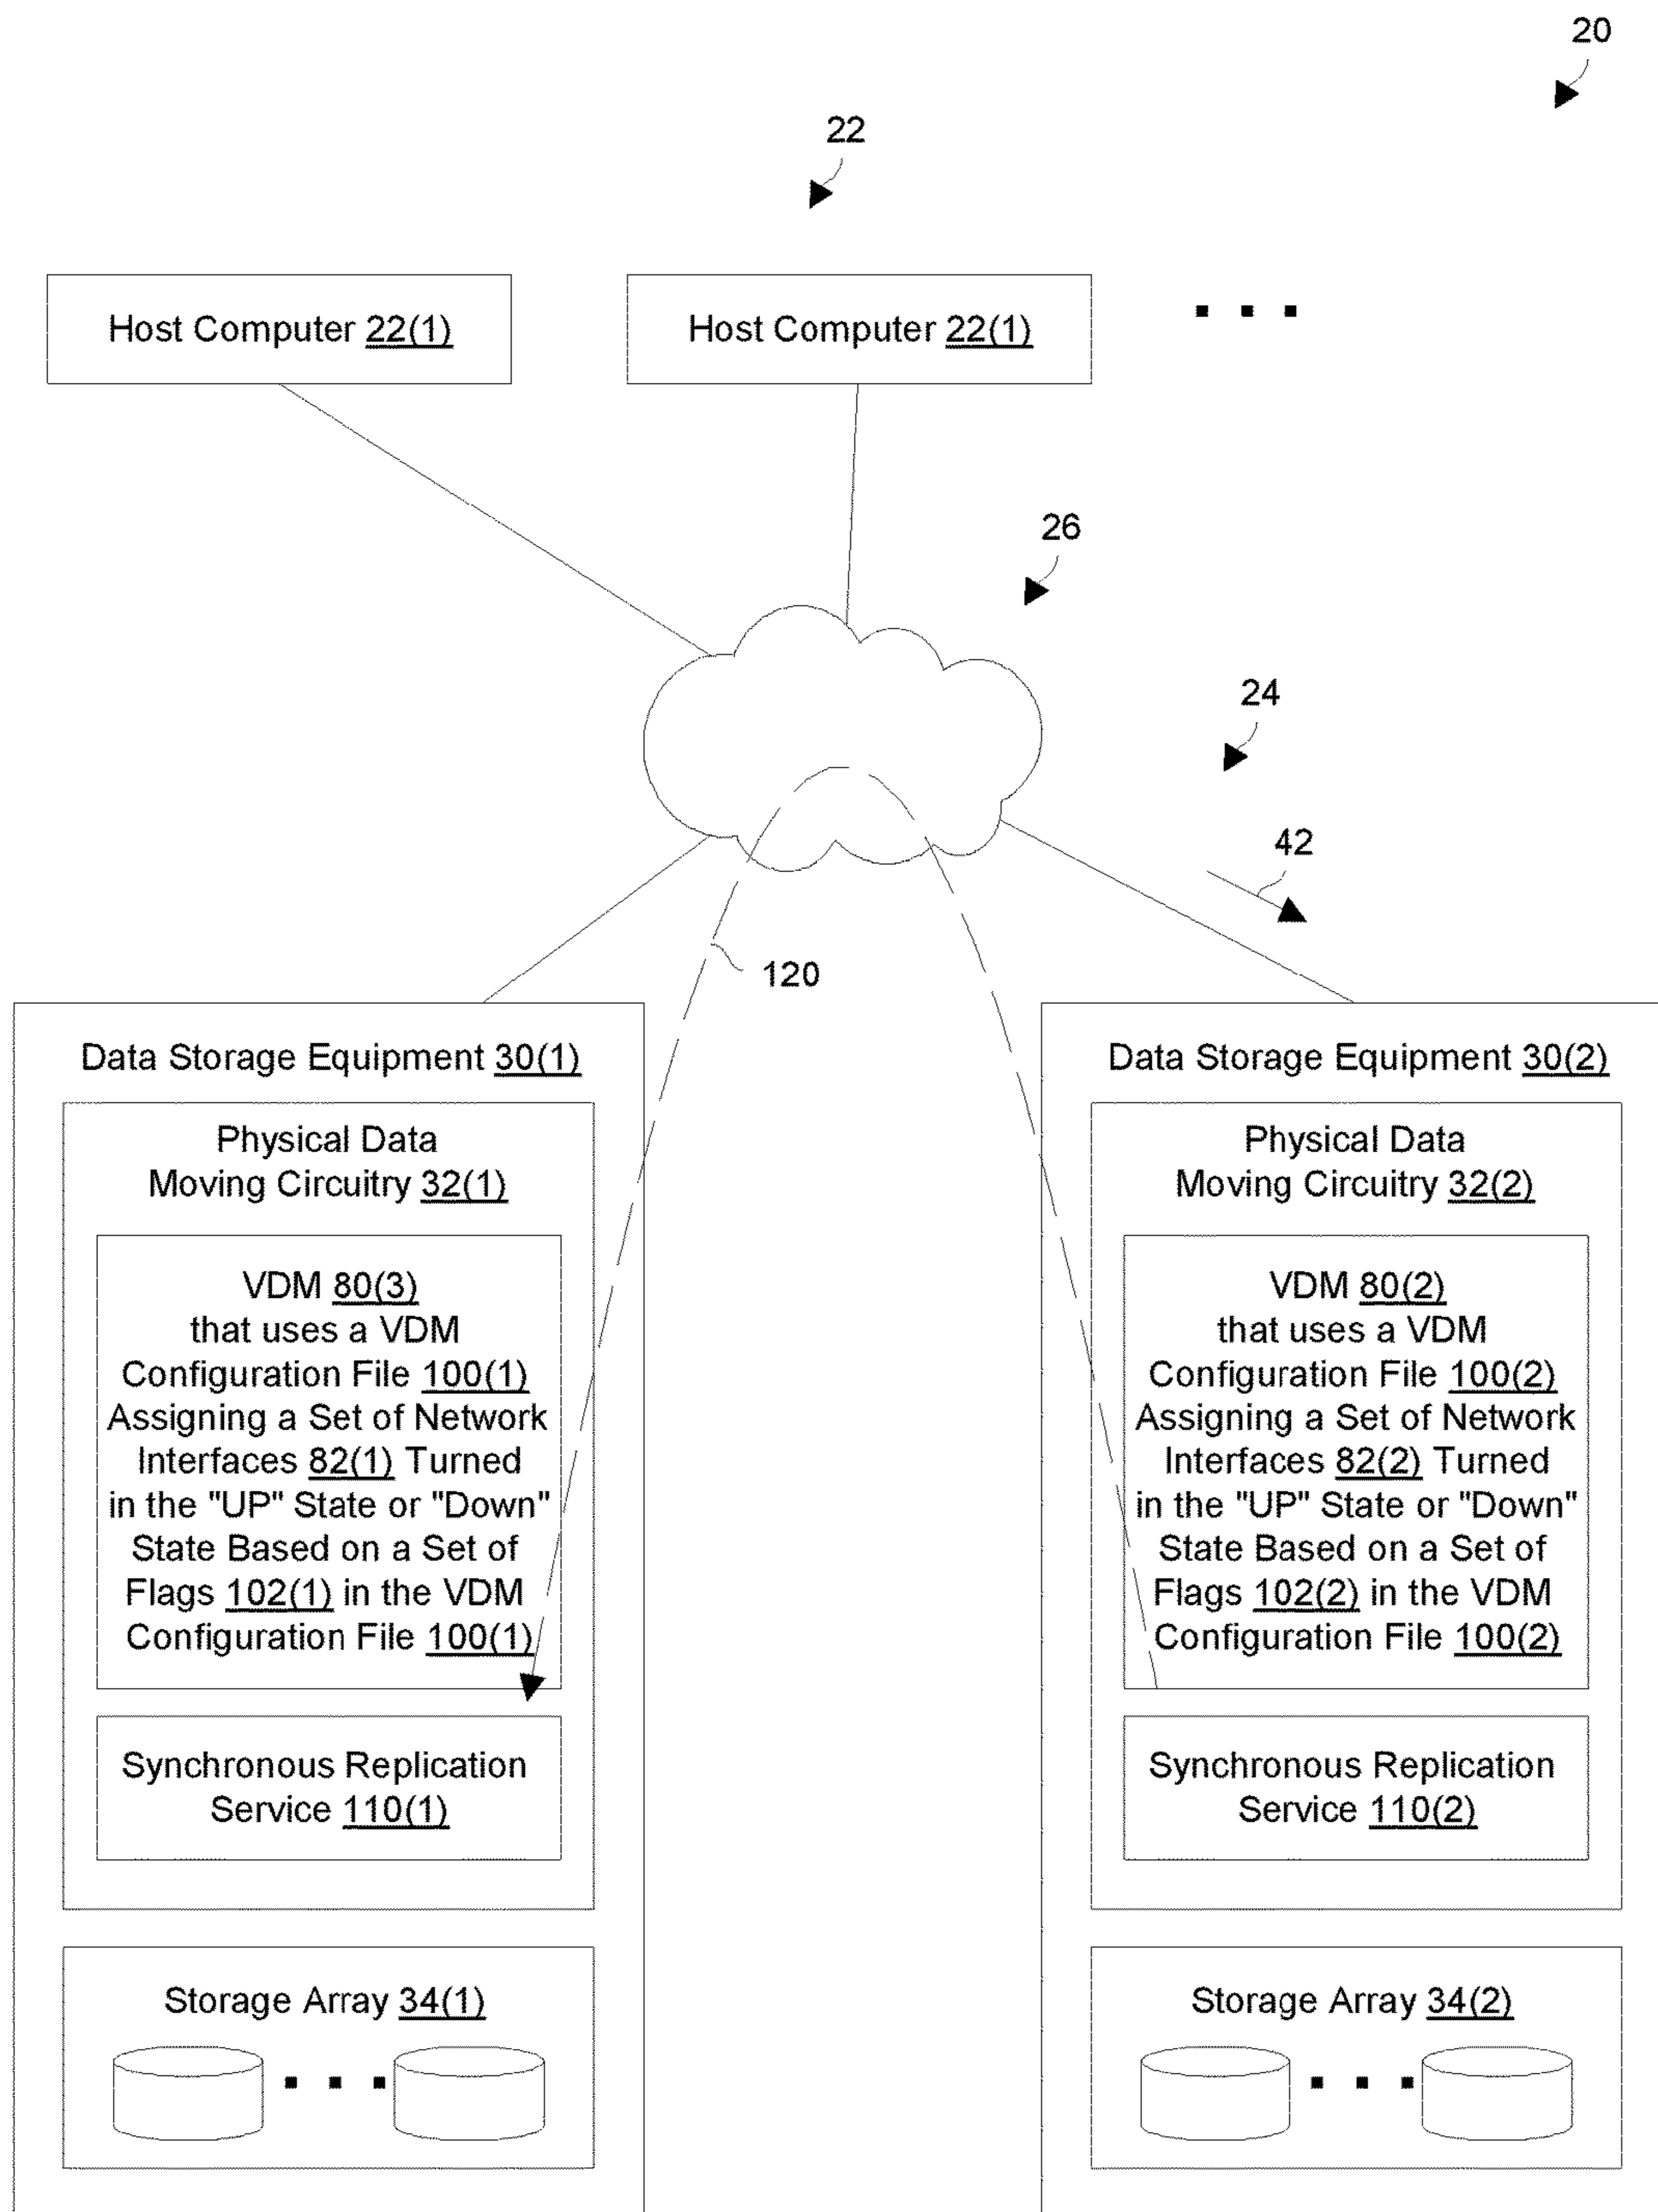 20
22
Host Computer 22(1)
Host Computer 22(1)
26
24
42
120
Data Storage Equipment 30(1)
Physical Data
Moving Circuitry 32(1)
VDM 80(3)
that uses a VDM
Configuration File 100(1)
Assigning a Set of Network
Interfaces 82(1) Turned
in the "UP" State or "Down"
State Based on a Set of
Flags 102(1) in the VDM
Configuration File 100(1)
Synchronous Replication
Service 110(1)
Storage Array 34(1)
Data Storage Equipment 30(2)
Physical Data
Moving Circuitry 32(2)
VDM 80(2)
that uses a VDM
Configuration File 100(2)
Assigning a Set of Network
Interfaces 82(2) Turned
in the "UP" State or "Down"
State Based on a Set of
Flags 102(2) in the VDM
Configuration File 100(2)
Synchronous Replication
Service 110(2)
Storage Array 34(2)